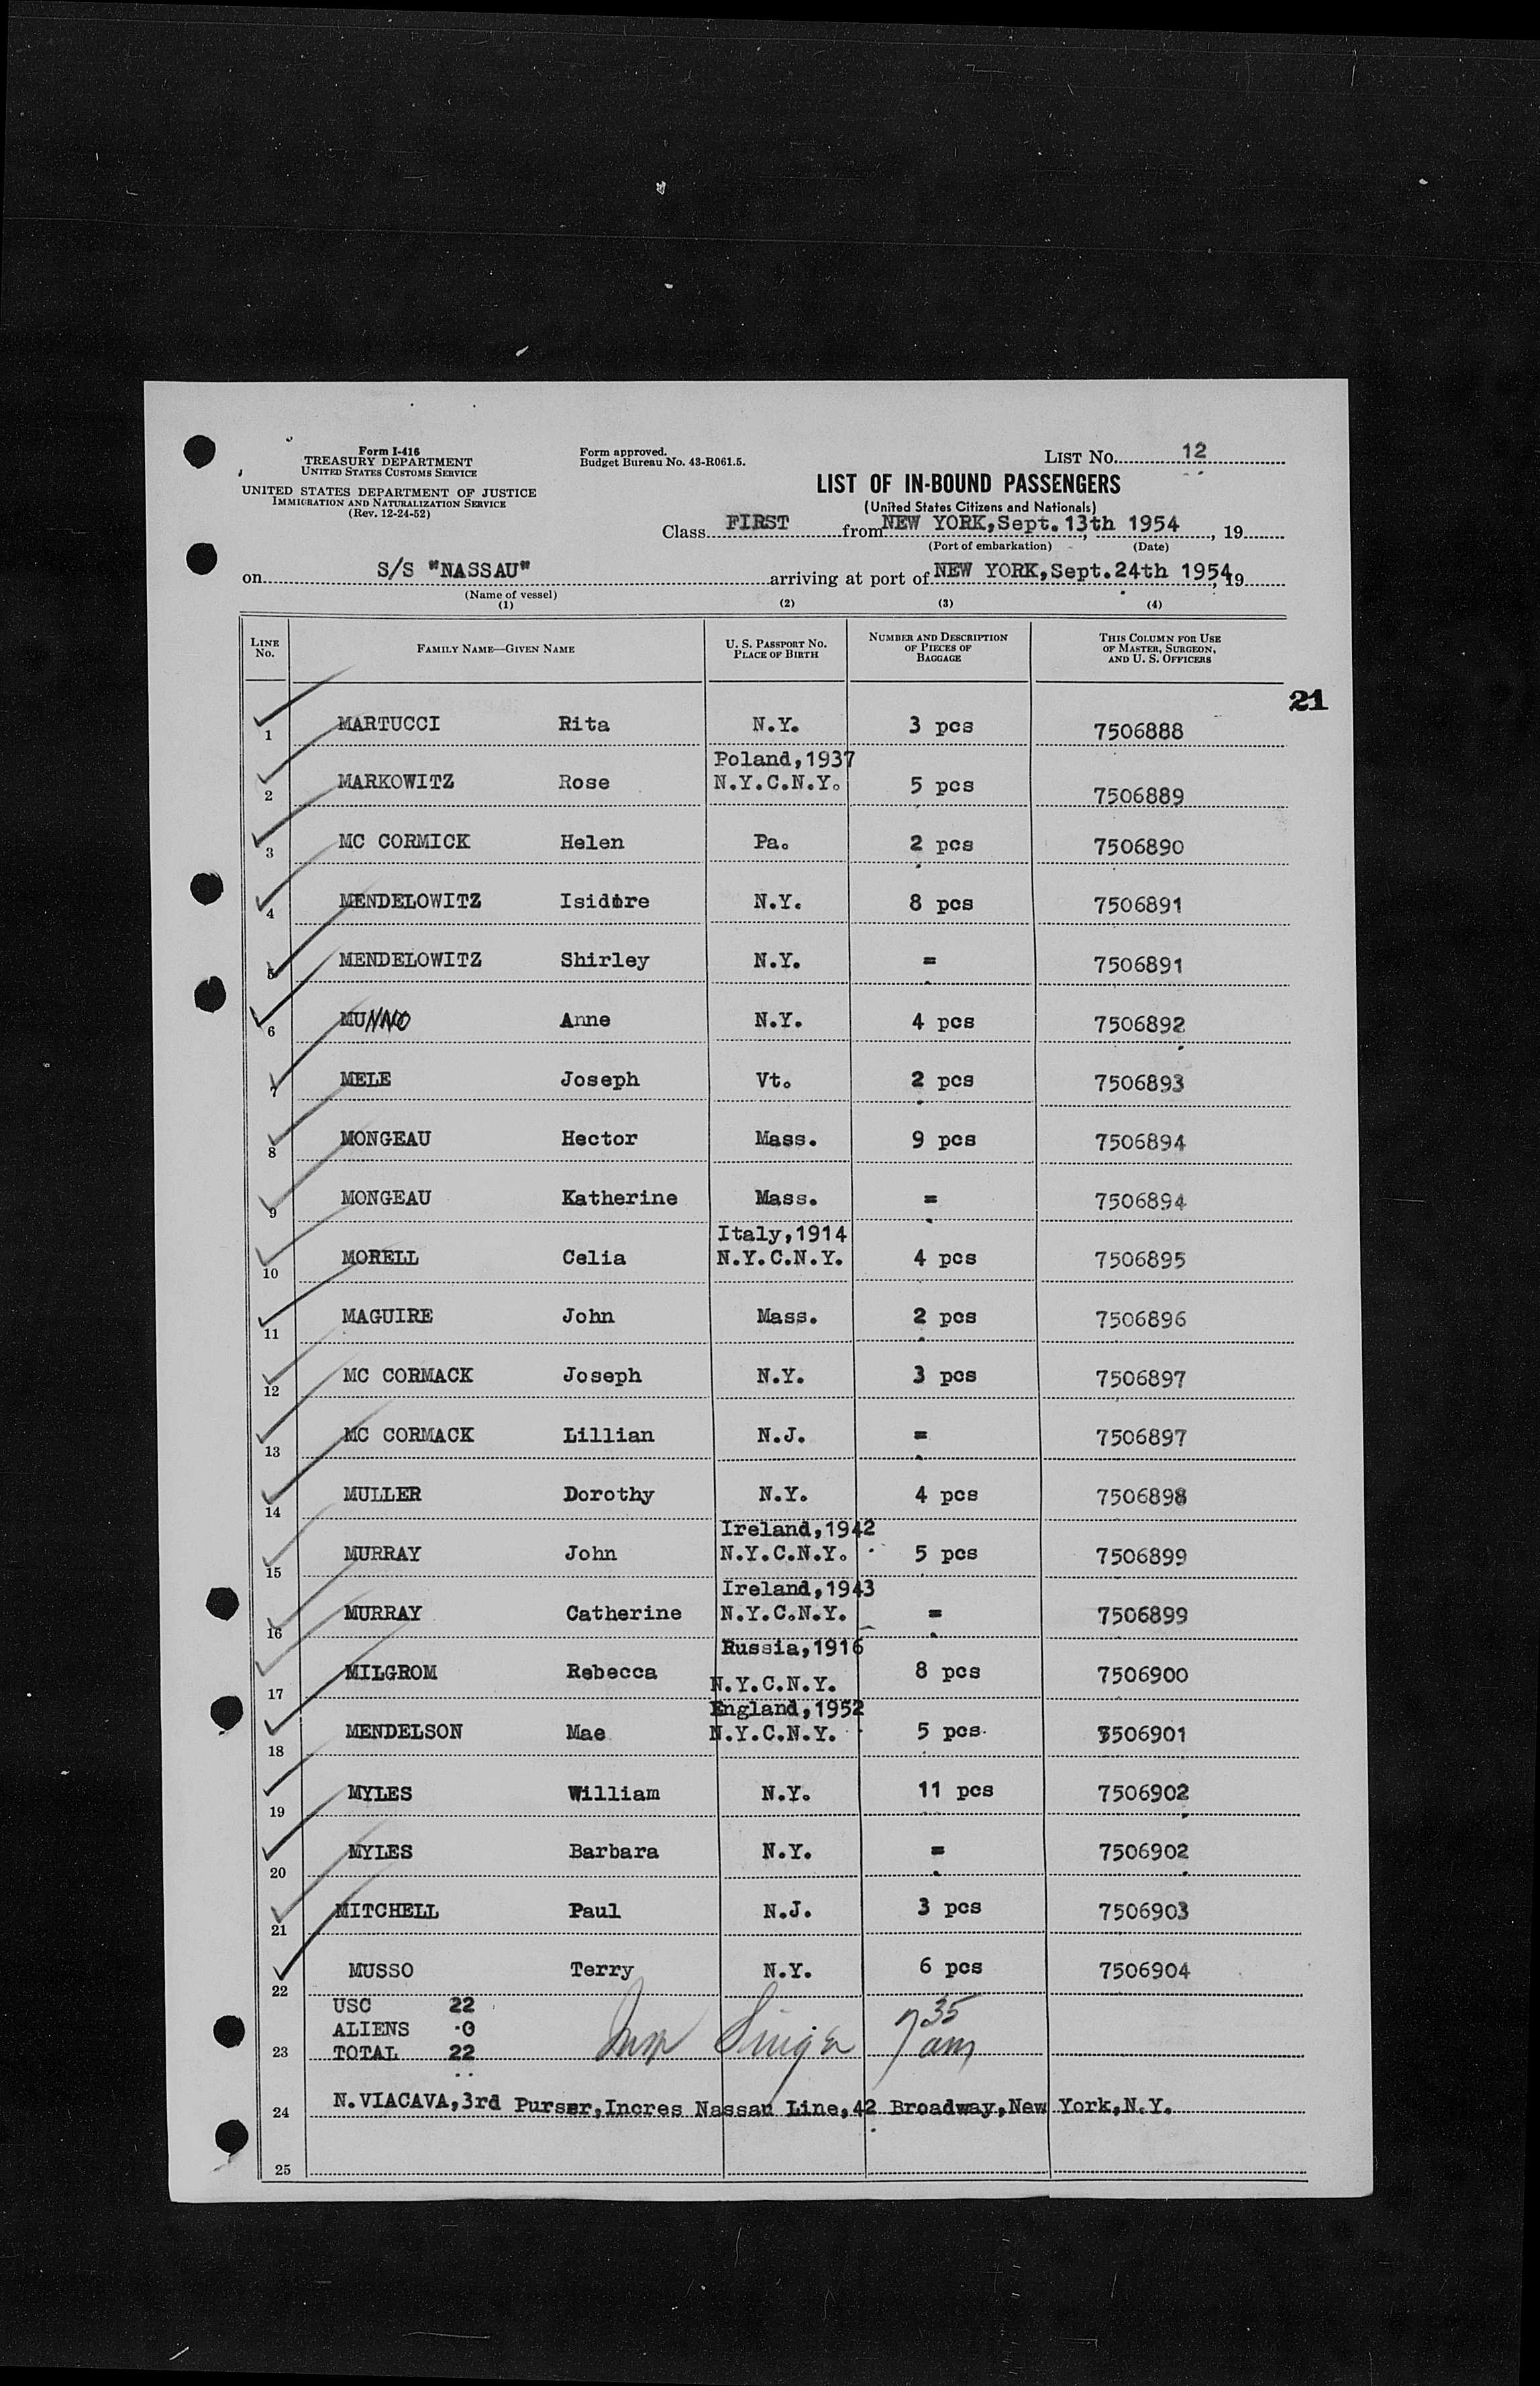 Form I-416
TREASURY DEPARTMENT
UNITED STATES CUSTOMS SERVICE
UNITED STATES DEPARTMENT OF JUSTICE
IMMIGRATION AND NATURALIZATION SERVICE
(Rev. 12-24-52)
Form approved.
Budget Bureau No. 43-R061.5.
LIST No. 12
LIST OF IN-BOUND PASSENGERS
(United States Citizens and Nationals)
Class FIRST from NEW YORK, Sept. 13th 1954, 19
(Port of embarkation) (Date)
on S/S "NASSAU" arriving at port of NEW YORK, Sept. 24th 1954, 19
(Name of vessel)
(1) (2) (3) (4)
LINE No. FAMILY NAME—GIVEN NAME U. S. PASSPORT No. PLACE OF BIRTH NUMBER AND DESCRIPTION OF PIECES OF BAGGAGE THIS COLUMN FOR USE OF MASTER, SURGEON, AND U. S. OFFICERS
21
1 MARTUCCI Rita N.Y. 3 pcs 7506888
Poland,1937
2 MARKOWITZ Rose N.Y.C.N.Y. 5 pcs 7506889
3 MC CORMICK Helen Pa. 2 pcs 7506890
4 MENDELOWITZ Isidore N.Y. 8 pcs 7506891
5 MENDELOWITZ Shirley N.Y. = 7506891
6 MUNNO Anne N.Y. 4 pcs 7506892
7 MELE Joseph Vt. 2 pcs 7506893
8 MONGEAU Hector Mass. 9 pcs 7506894
9 MONGEAU Katherine Mass. = 7506894
Italy,1914
10 MORELL Celia N.Y.C.N.Y. 4 pcs 7506895
11 MAGUIRE John Mass. 2 pcs 7506896
12 MC CORMACK Joseph N.Y. 3 pcs 7506897
13 MC CORMACK Lillian N.J. = 7506897
14 MULLER Dorothy N.Y. 4 pcs 7506898
Ireland,1942
15 MURRAY John N.Y.C.N.Y. 5 pcs 7506899
Ireland,1943
16 MURRAY Catherine N.Y.C.N.Y. = 7506899
Russia,1916
17 MILGROM Rebecca N.Y.C.N.Y. 8 pcs 7506900
England,1952
18 MENDELSON Mae N.Y.C.N.Y. 5 pcs 7506901
19 MYLES William N.Y. 11 pcs 7506902
20 MYLES Barbara N.Y. = 7506902
21 MITCHELL Paul N.J. 3 pcs 7506903
22 MUSSO Terry N.Y. 6 pcs 7506904
USC 22
ALIENS 0
23 TOTAL 22 Singer 7 35 am
24 N.VIACAVA,3rd Purser,Incres Nassau Line,42 Broadway,New York,N.Y.
25